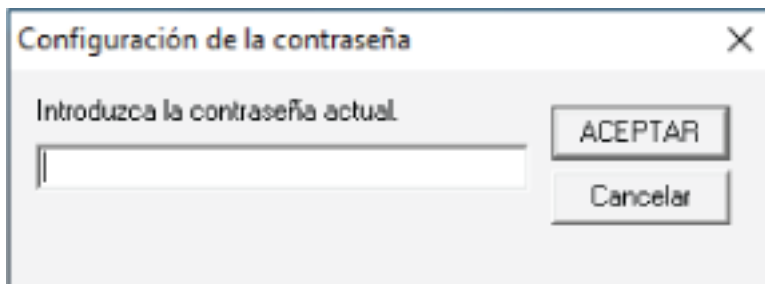 Configuración de la contraseña
Introduzca la contraseña actual.
ACEPTAR
Cancelar